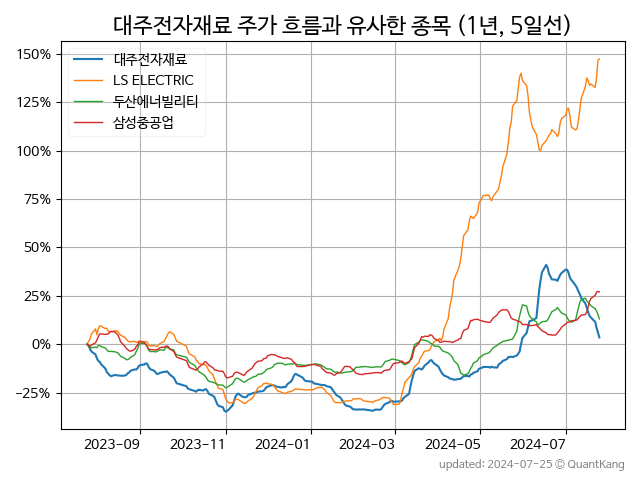 대주전자재료 주가 흐름과 유사한 종목 (1년, 5일선)
150%
125%
100%
75%
50%
25%
0%
−25%
대주전자재료
LS ELECTRIC
두산에너빌리티
삼성중공업
2023-09
2023-11
2024-01
2024-03
2024-05
2024-07
updated: 2024-07-25 © QuantKang